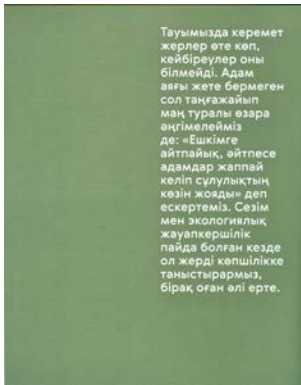 Тауымызда керемет
жерлер өте көп,
кейбіреулер оны
білмейді. Адам
аяғы жете бермеген
сол таңғажайып
маң туралы өзара
әңгімелейміз
де: «Ешкімге
айтпайық, әйтпесе
адамдар жаппай
келіп сұлулықтың
көзін жояды» деп
ескертеміз. Сезім
мен экологиялық
жауапкершілік
пайда болған кезде
ол жерді көпшілікке
таныстырармыз,
бірақ оған әлі ерте.